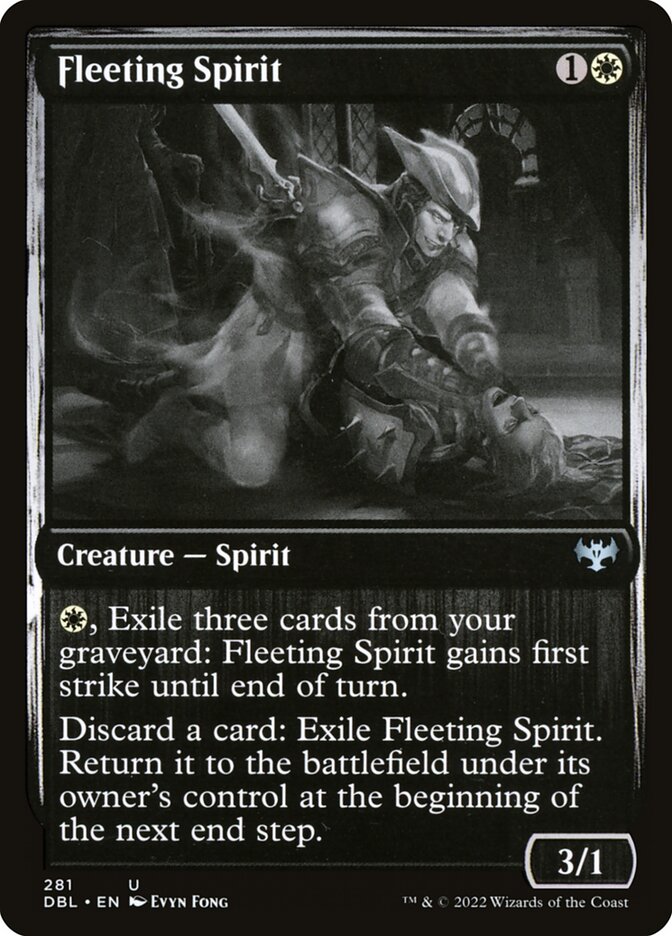 Fleeting Spirit 1
Creature — Spirit
, Exile three cards from your
graveyard: Fleeting Spirit gains first
strike until end of turn.
Discard a card: Exile Fleeting Spirit.
Return it to the battlefield under its
owner's control at the beginning of
the next end step.
3/1
281 U
DBL • EN Evyn Fong
™ & © 2022 Wizards of the Coast